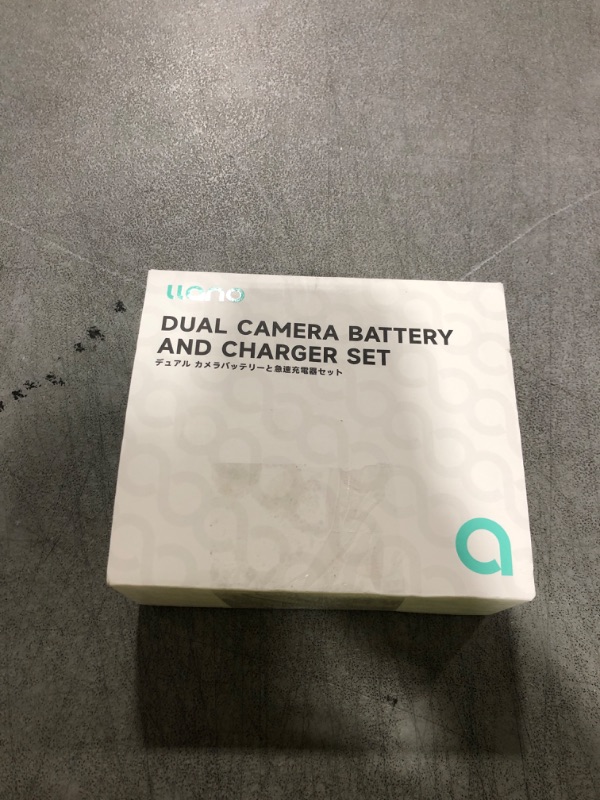 llano
DUAL CAMERA BATTERY
AND CHARGER SET
デュアル カメラバッテリーと急速充電器セット
a